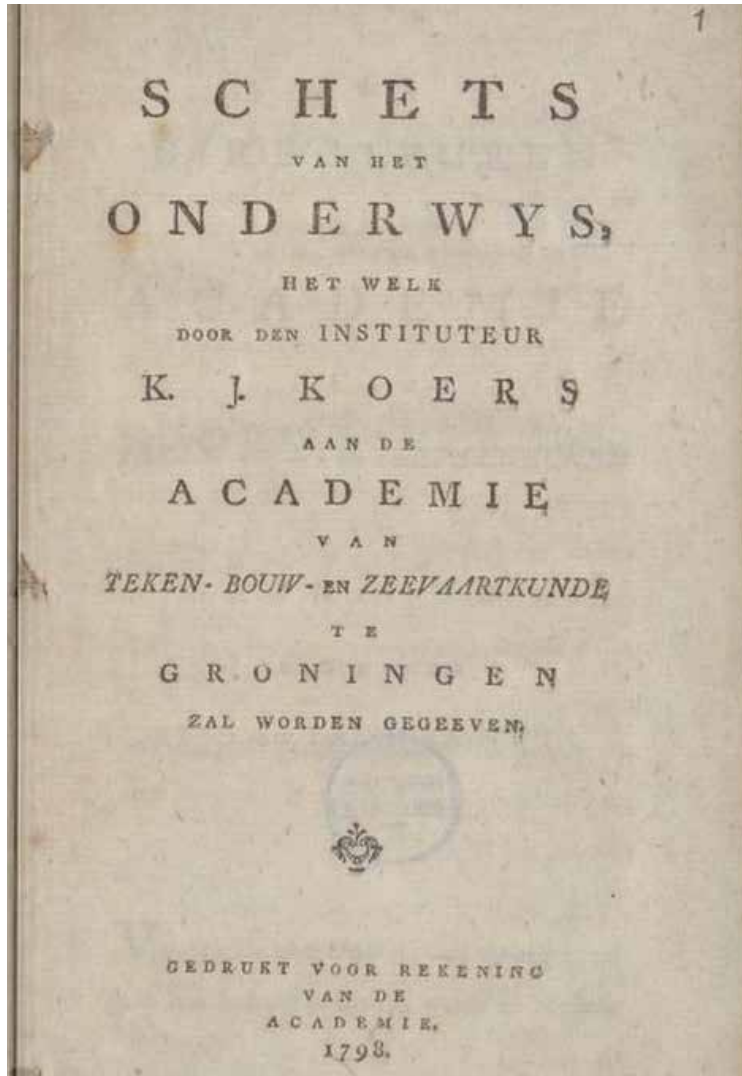 1
SCHETS
VAN HET
ONDERWYS,
HET WELK
DOOR DEN INSTITUTEUR
K. J. KOERS
AAN DE
ACADEMIE
VAN
TEKEN- BOUW- EN ZEEVAARTKUNDE
TE
GRONINGEN
ZAL WORDEN GEGEEVEN.
GEDRUKT VOOR REKENING
VAN DE
ACADEMIE.
1798.